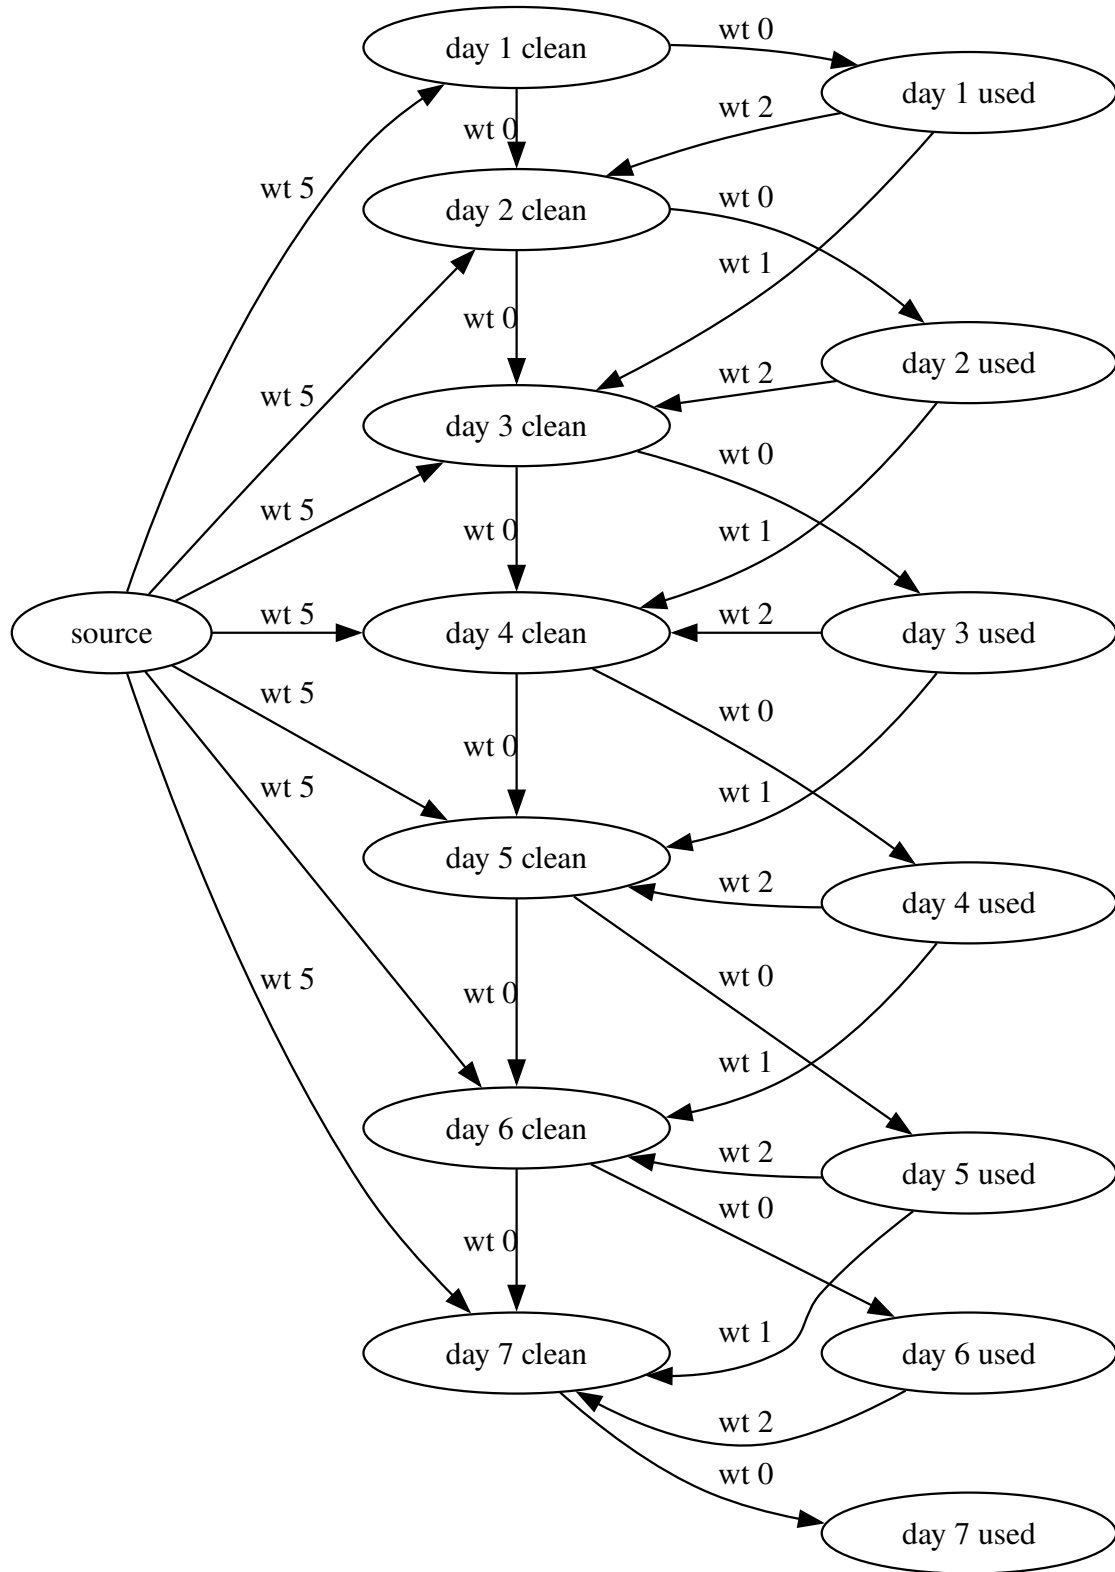 day 1 clean
wt 0
day 1 used
wt 0
wt 2
wt 5
day 2 clean
wt 0
wt 1
wt 0
day 2 used
wt 2
wt 5
day 3 clean
wt 0
wt 5
wt 0
wt 1
source
wt 5
day 4 clean
wt 2
day 3 used
wt 5
wt 0
wt 0
wt 5
wt 1
day 5 clean
wt 2
day 4 used
wt 5
wt 0
wt 0
wt 1
day 6 clean
wt 2
day 5 used
wt 0
wt 0
wt 1
day 7 clean
day 6 used
wt 2
wt 0
day 7 used